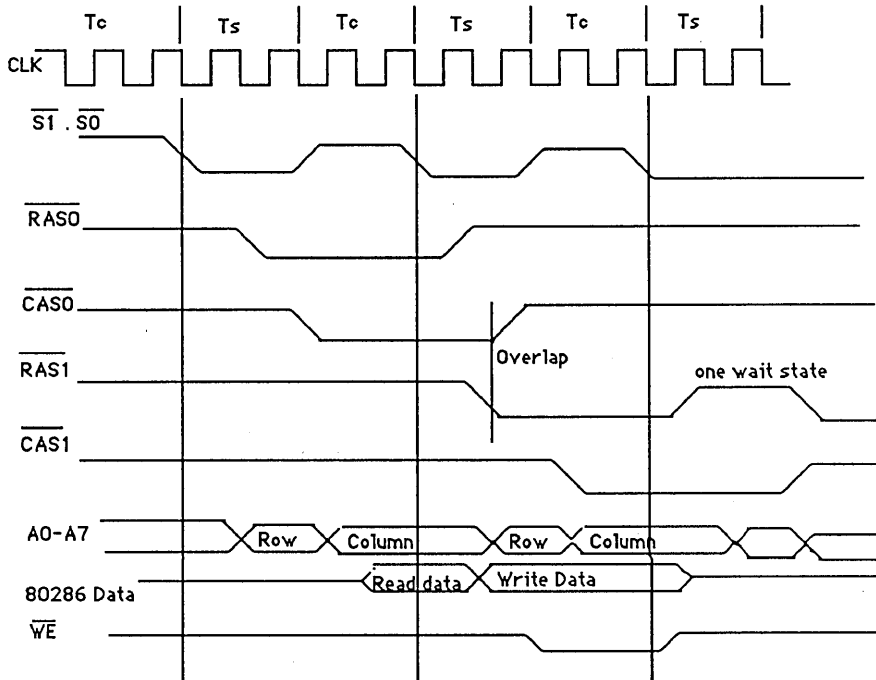 Tc Ts Tc Ts Tc Ts
CLK
S1 . S0
RAS0
CAS0
Overlap
RAS1
one wait state
CAS1
A0-A7 Row Column Row Column
80286 Data Read data Write Data
WE